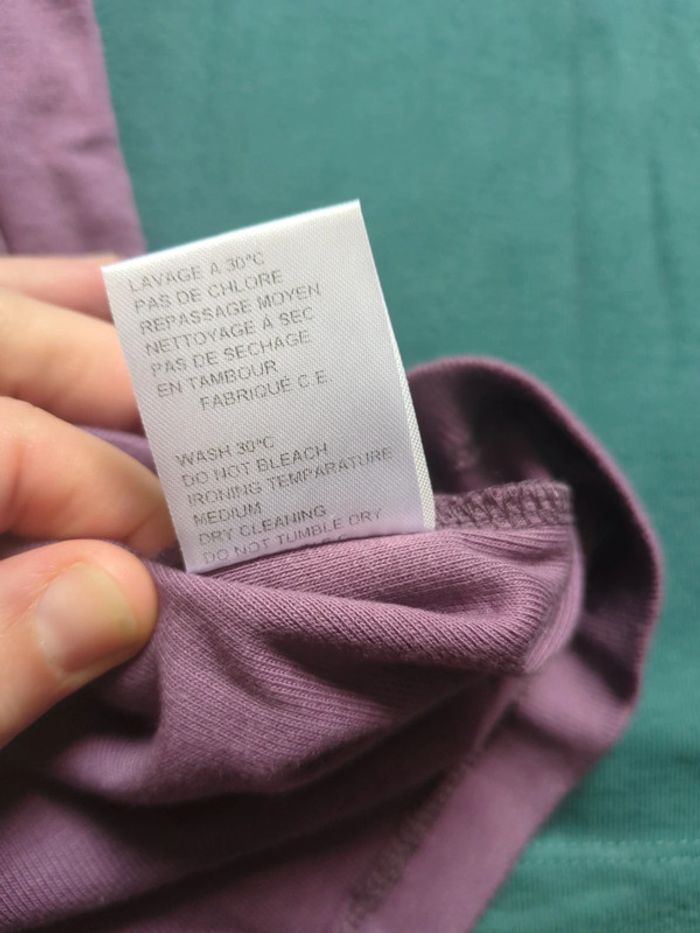 LAVAGE A 30°C
PAS DE CHLORE
REPASSAGE MOYEN
NETTOYAGE À SEC
PAS DE SECHAGE
EN TAMBOUR
FABRIQUÉ C.E.
WASH 30°C
DO NOT BLEACH
IRONING TEMPARATURE
MEDIUM
DRY CLEANING
DO NOT TUMBLE DRY